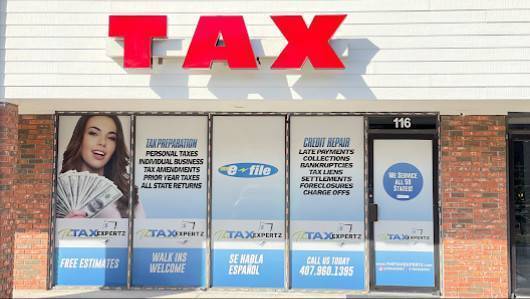 TAX
116
TAX PREPARATION
PERSONAL TAXES
INDIVIDUAL BUSINESS
TAX AMENDMENTS
PRIOR YEAR TAXES
ALL STATE RETURNS
e file
CREDIT REPAIR
LATE PAYMENTS
COLLECTIONS
BANKRUPTCIES
TAX LIENS
SETTLEMENTS
FORECLOSURES
CHARGE OFFS
WE SERVICE
ALL 50
STATES!
TAX EXPERTZ
TAX EXPERTZ
TAX EXPERTZ
TAX EXPERTZ
TAX EXPERTZ
FREE ESTIMATES
WALK INS
WELCOME
SE HABLA
ESPAÑOL
CALL US TODAY
407.960.1395